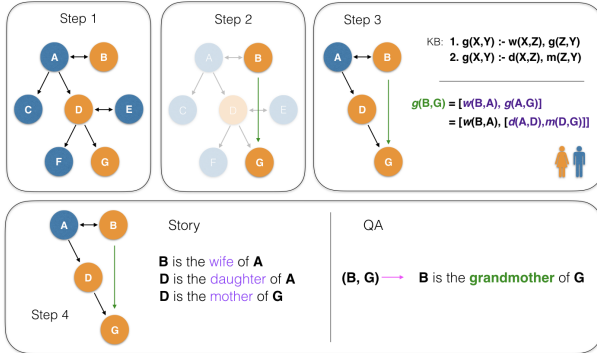 Step 1
A
B
C
D
E
F
G
Step 2
A
B
C
D
E
F
G
Step 3
A
B
D
G
KB: 1. g(X,Y) :- w(X,Z), g(Z,Y)
2. g(X,Y) :- d(X,Z), m(Z,Y)
g(B,G) = [w(B,A), g(A,G)]
= [w(B,A), [d(A,D),m(D,G)]]
A
B
D
G
Step 4
Story
B is the wife of A
D is the daughter of A
D is the mother of G
QA
(B, G) → B is the grandmother of G